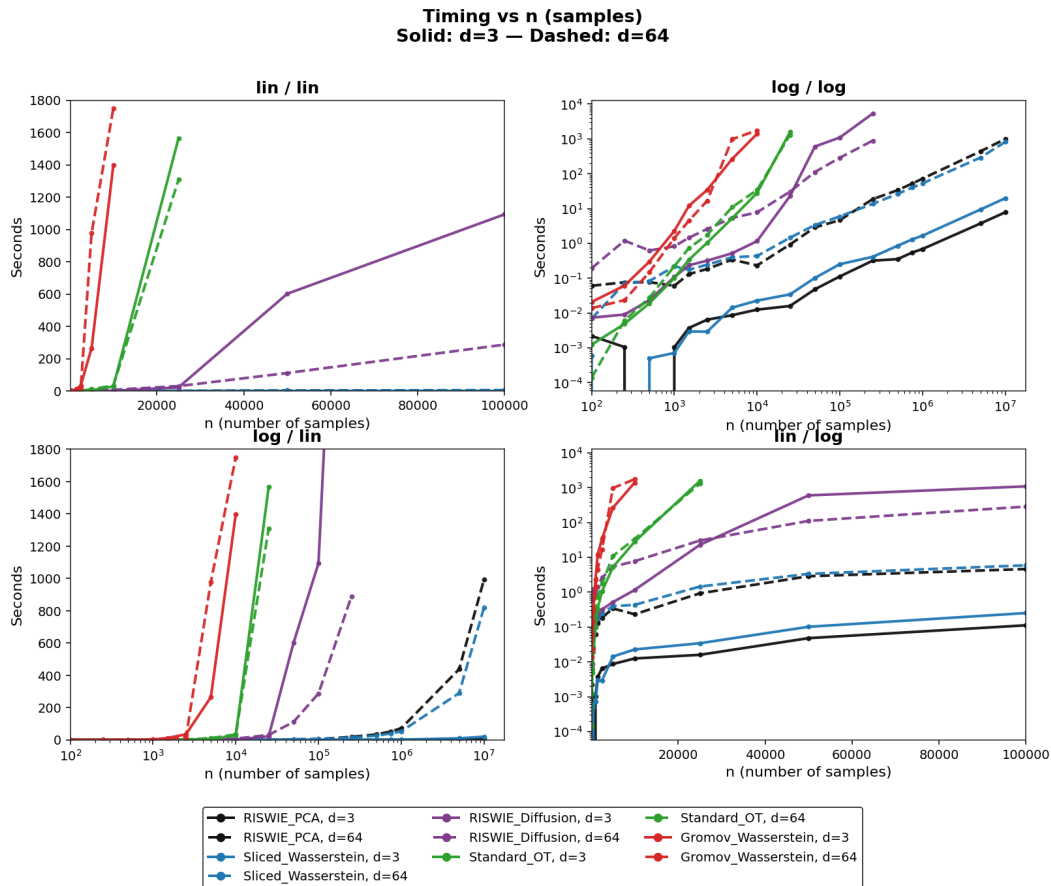 Timing vs n (samples)
Solid: d=3 — Dashed: d=64
lin / lin
1800
1600
1400
1200
1000
800
600
400
200
0
Seconds
20000 40000 60000 80000 100000
n (number of samples)
log / log
10^4
10^3
10^2
10^1
10^0
10^−1
10^−2
10^−3
10^−4
Seconds
10^2 10^3 10^4 10^5 10^6 10^7
n (number of samples)
log / lin
1800
1600
1400
1200
1000
800
600
400
200
0
Seconds
10^2 10^3 10^4 10^5 10^6 10^7
n (number of samples)
lin / log
10^4
10^3
10^2
10^1
10^0
10^−1
10^−2
10^−3
10^−4
Seconds
20000 40000 60000 80000 100000
n (number of samples)
RISWIE_PCA, d=3
RISWIE_PCA, d=64
Sliced_Wasserstein, d=3
Sliced_Wasserstein, d=64
RISWIE_Diffusion, d=3
RISWIE_Diffusion, d=64
Standard_OT, d=3
Standard_OT, d=64
Gromov_Wasserstein, d=3
Gromov_Wasserstein, d=64